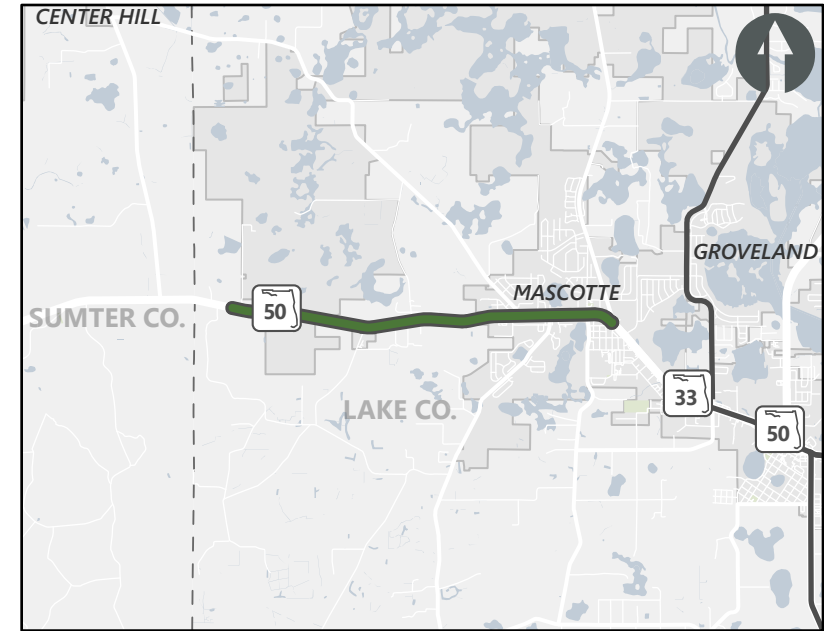 CENTER HILL
GROVELAND
MASCOTTE
50
SUMTER CO.
33
LAKE CO.
50